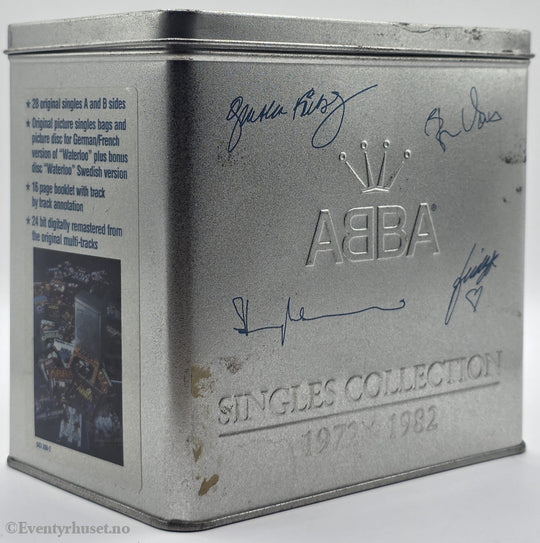 ★ 28 original singles A and B sides
★ Original picture singles bags and
picture disc for German/French
version of "Waterloo" plus bonus
disc "Waterloo" Swedish version
★ 16 page booklet with track
by track annotation
★ 24 bit digitally remastered from
the original multi-tracks
ABBA
SINGLES COLLECTION
1972 - 1982
©Eventyrhuset.no